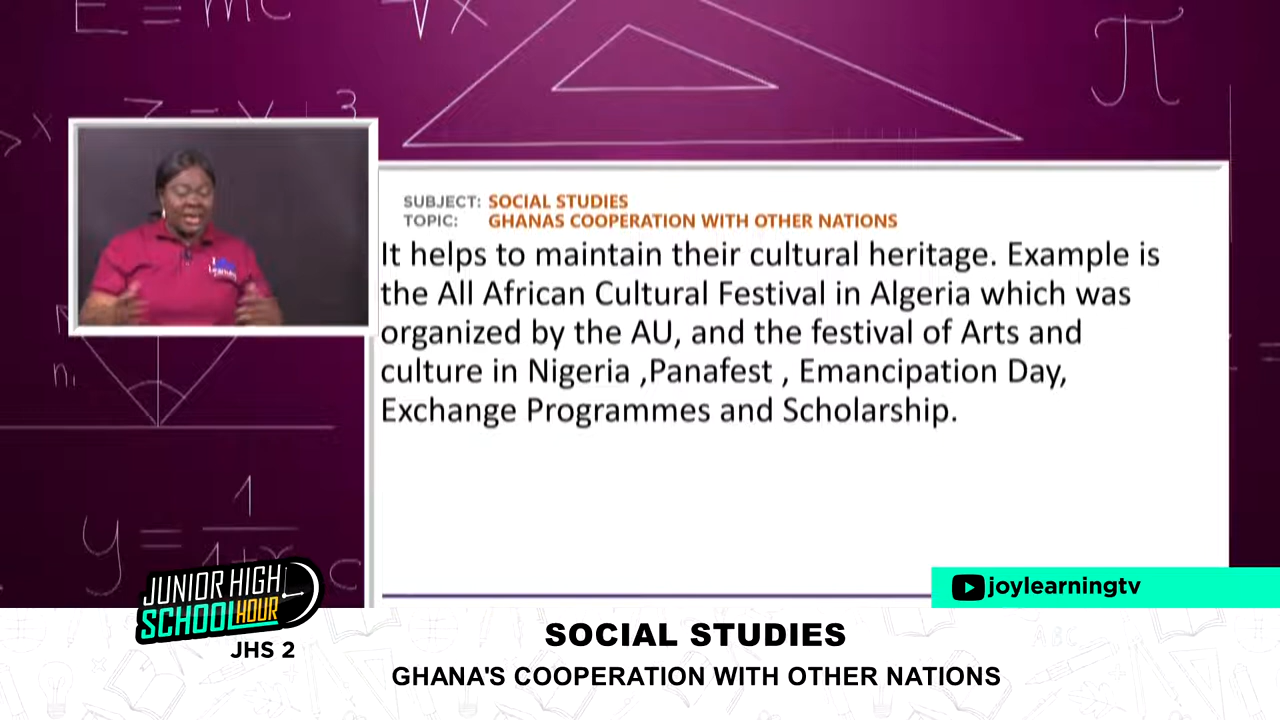 E = mc
√x
π
SUBJECT: SOCIAL STUDIES
TOPIC: GHANAS COOPERATION WITH OTHER NATIONS
It helps to maintain their cultural heritage. Example is
the All African Cultural Festival in Algeria which was
organized by the AU, and the festival of Arts and
culture in Nigeria ,Panafest , Emancipation Day,
Exchange Programmes and Scholarship.
y = 1
JUNIOR HIGH
SCHOOL HOUR
JHS 2
joylearningtv
SOCIAL STUDIES
GHANA'S COOPERATION WITH OTHER NATIONS